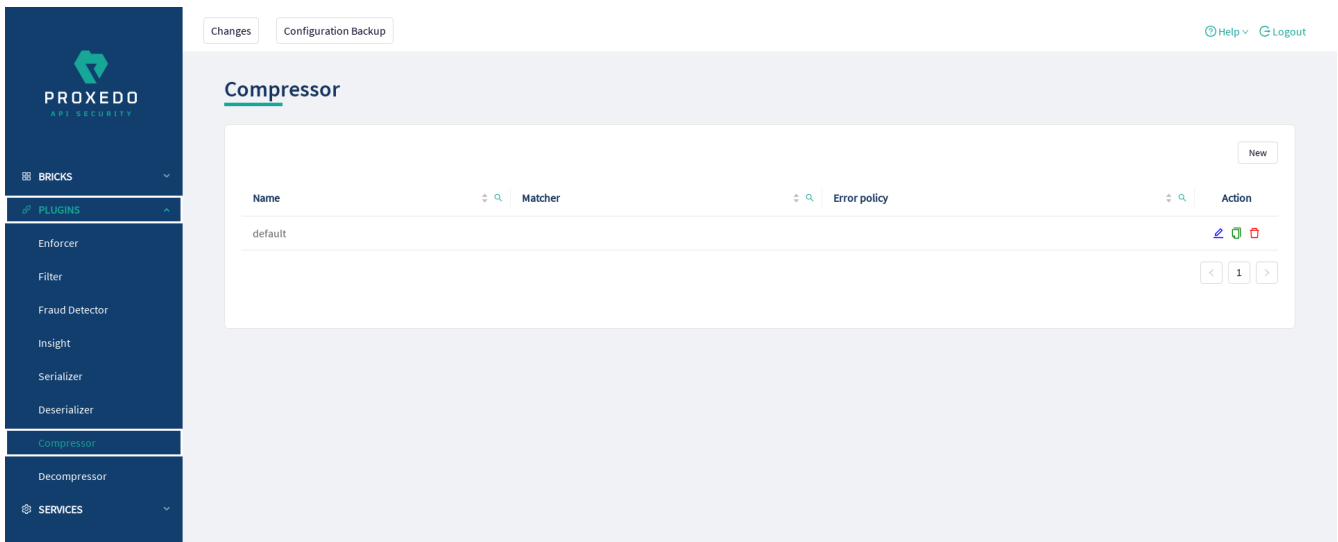 Changes
Configuration Backup
Help
Logout
PROXEDO
API SECURITY
BRICKS
PLUGINS
Enforcer
Filter
Fraud Detector
Insight
Serializer
Deserializer
Compressor
Decompressor
SERVICES
Compressor
New
Name Matcher Error policy Action
default
1